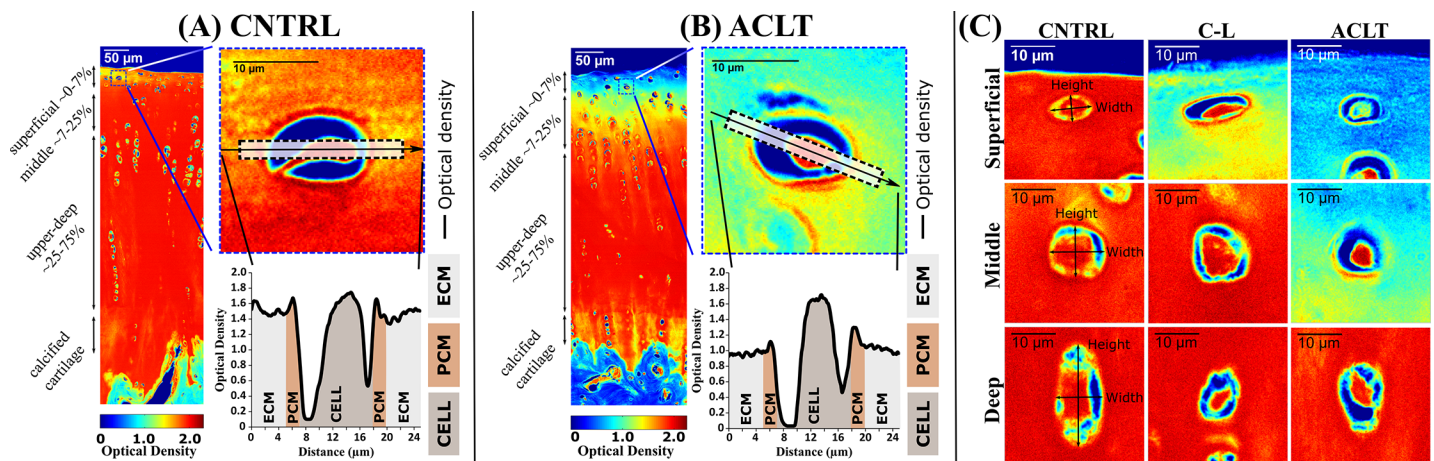 (A) CNTRL
50 µm
superficial ~0-7%
middle ~7-25%
upper-deep
~25-75%
calcified
cartilage
0 1.0 2.0
Optical Density
10 µm
Optical density
2.0
1.8
1.6
1.4
1.2
1.0
0.8
0.6
0.4
0.2
0
Optical Density
ECM
PCM
CELL
PCM
ECM
0 4 8 12 16 20 24
Distance (µm)
ECM
PCM
CELL
(B) ACLT
50 µm
superficial ~0-7%
middle ~7-25%
upper-deep
~25-75%
calcified
cartilage
0 1.0 2.0
Optical Density
10 µm
Optical density
2.0
1.8
1.6
1.4
1.2
1.0
0.8
0.6
0.4
0.2
0
Optical Density
ECM
PCM
CELL
PCM
ECM
0 4 8 12 16 20 24
Distance (µm)
ECM
PCM
CELL
(C) CNTRL C-L ACLT
Superficial
10 µm 10 µm 10 µm
Height
Width
Middle
10 µm 10 µm 10 µm
Height
Width
Deep
10 µm 10 µm 10 µm
Height
Width